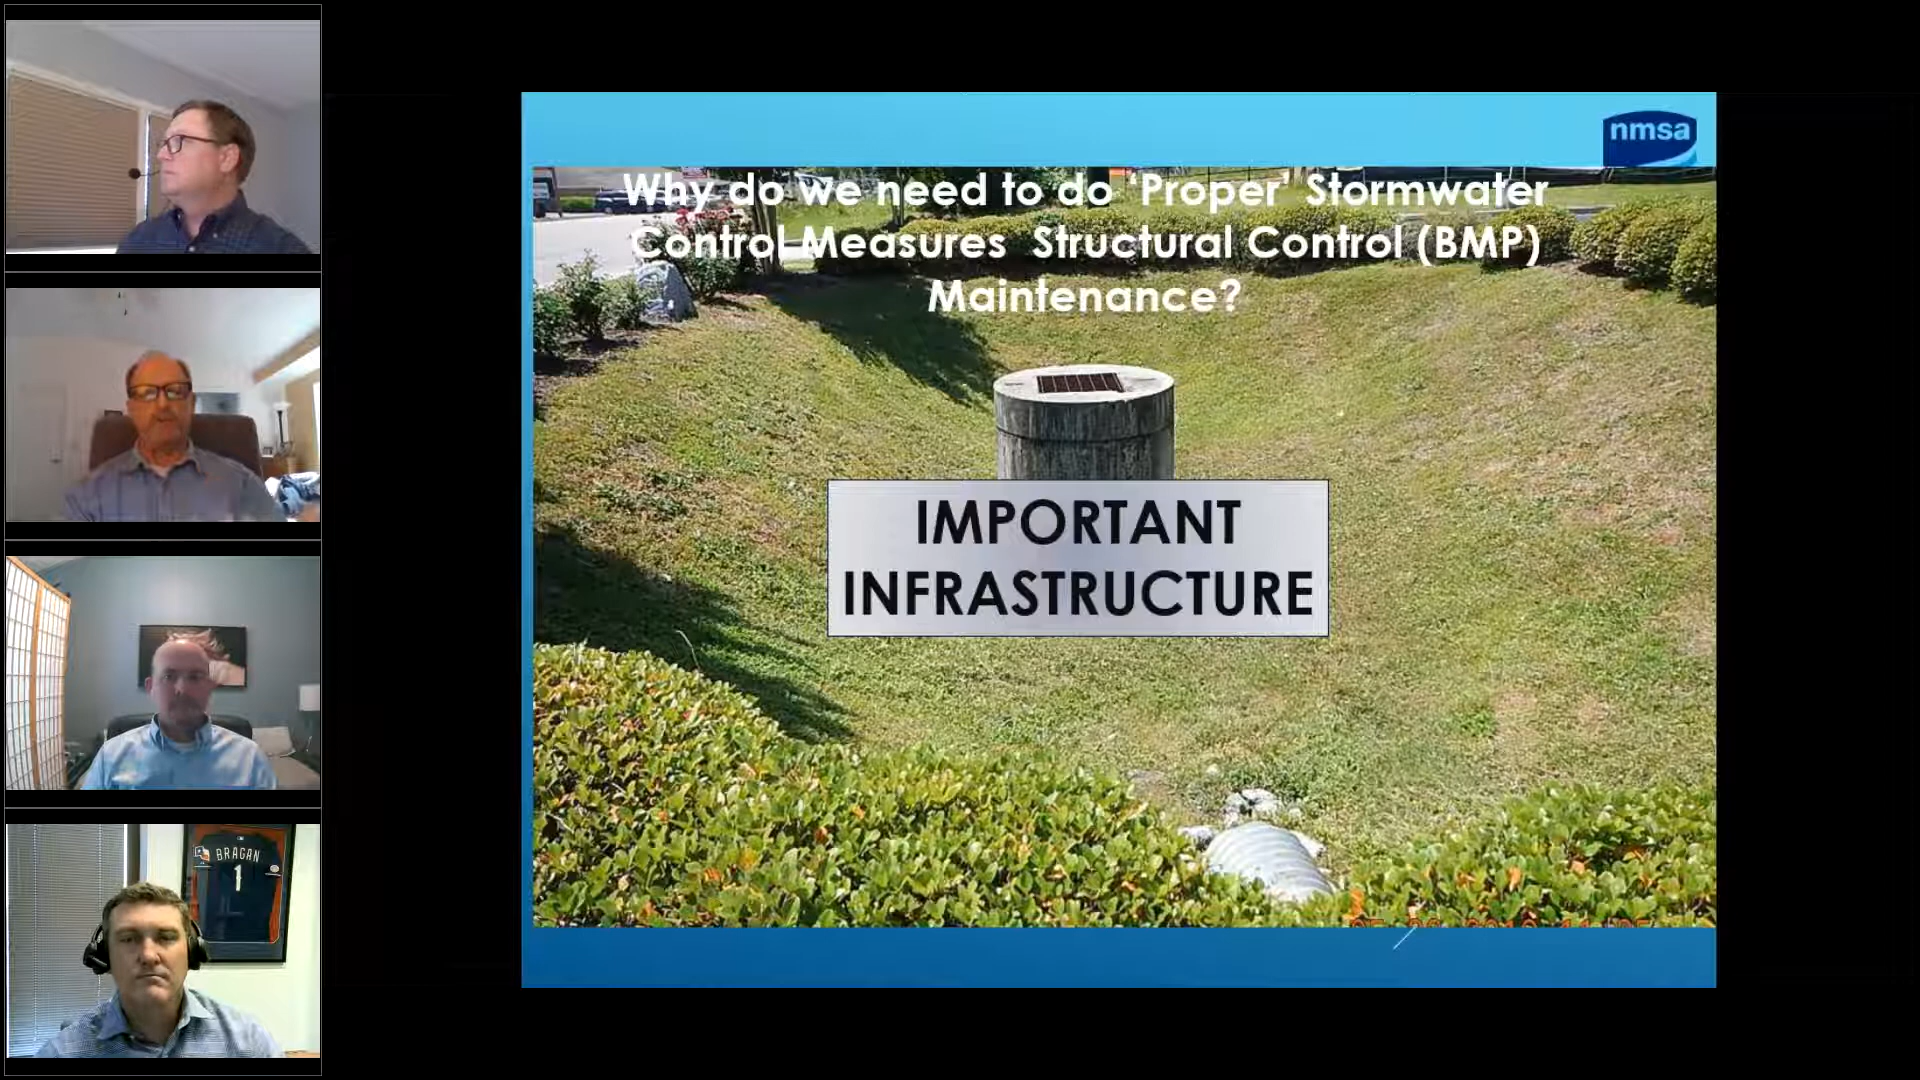 nmsa
Why do we need to do ‘Proper’ Stormwater
Control Measures Structural Control (BMP)
Maintenance?
IMPORTANT
INFRASTRUCTURE
BRAGAN
1